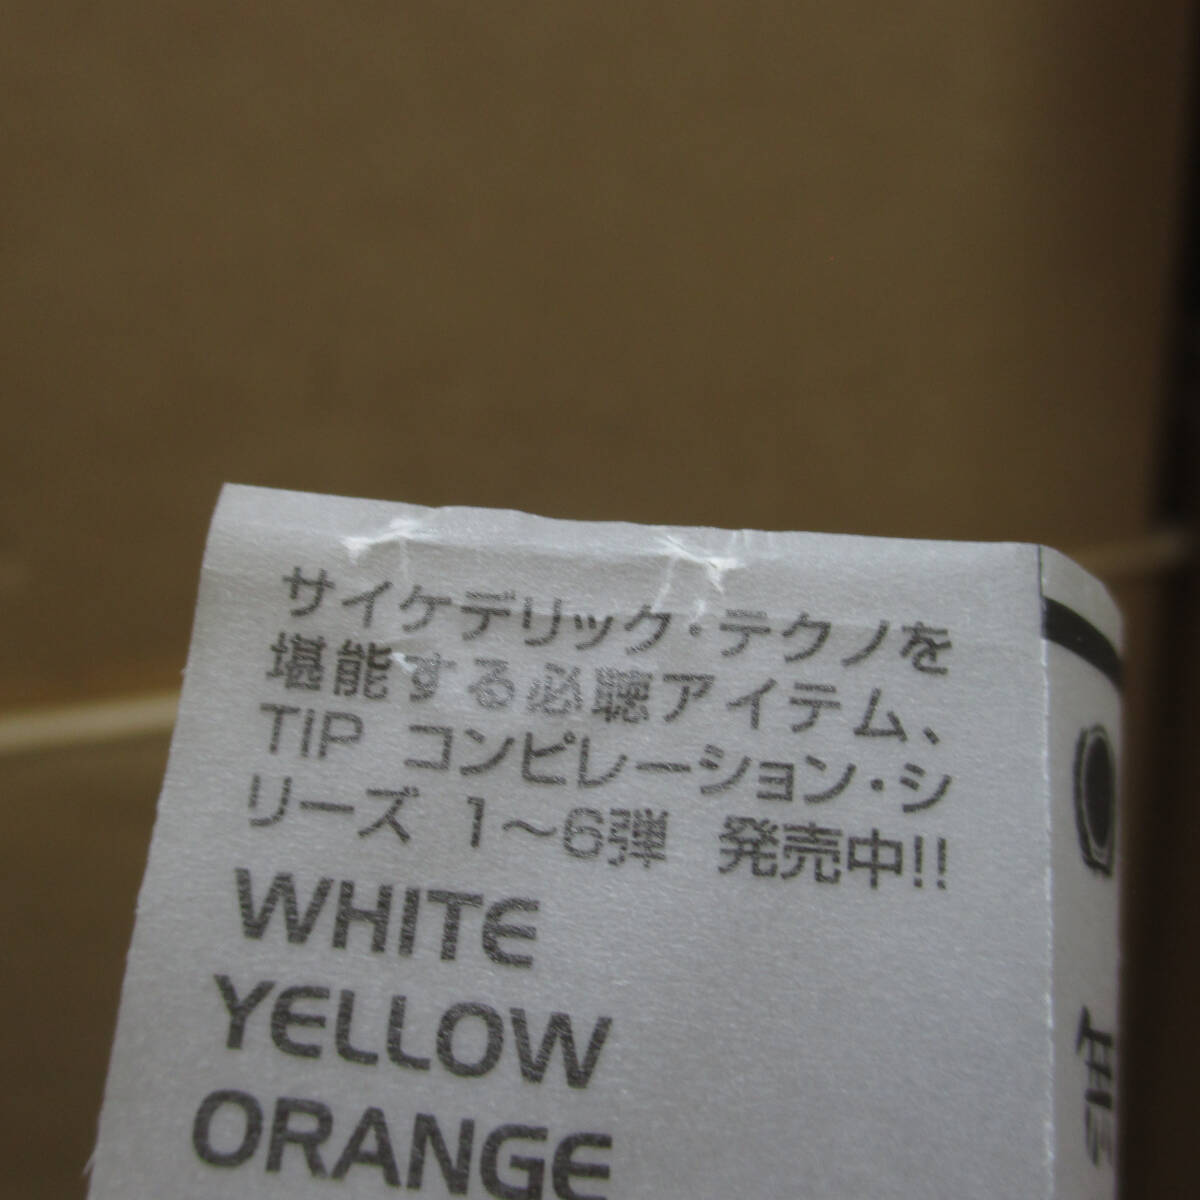 サイケデリック・テクノを
堪能する必聴アイテム、
TIP コンピレーション・シ
リーズ 1～6弾 発売中!!
WHITE
YELLOW
ORANGE